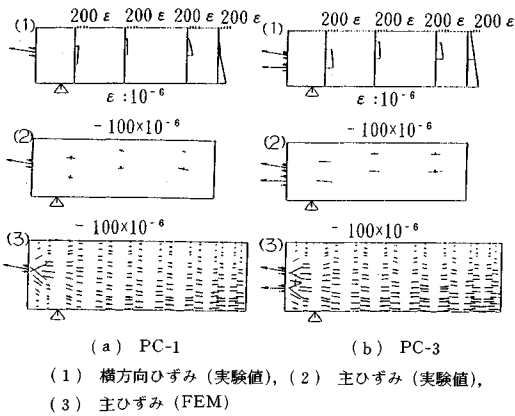 200 ε 200 ε 200 ε 200 ε
200 ε 200 ε 200 ε 200 ε
(1)
(1)
ε : 10⁻⁶
ε : 10⁻⁶
－100×10⁻⁶
－100×10⁻⁶
(2)
(2)
－100×10⁻⁶
－100×10⁻⁶
(3)
(3)
(a) PC-1
(b) PC-3
(1) 横方向ひずみ (実験値), (2) 主ひずみ (実験値),
(3) 主ひずみ (FEM)